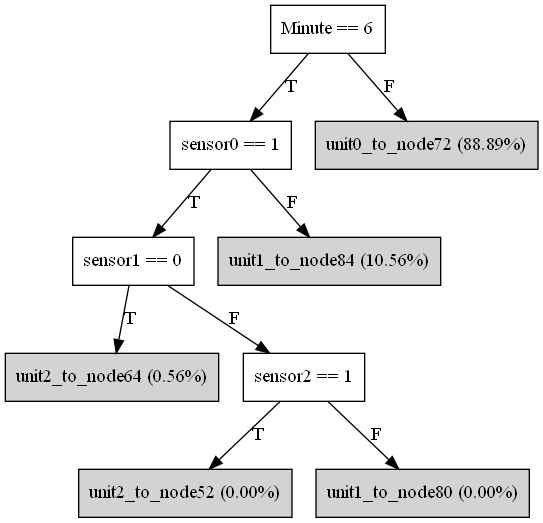 Minute == 6
T
F
sensor0 == 1
unit0_to_node72 (88.89%)
T
F
sensor1 == 0
unit1_to_node84 (10.56%)
T
F
unit2_to_node64 (0.56%)
sensor2 == 1
T
F
unit2_to_node52 (0.00%)
unit1_to_node80 (0.00%)